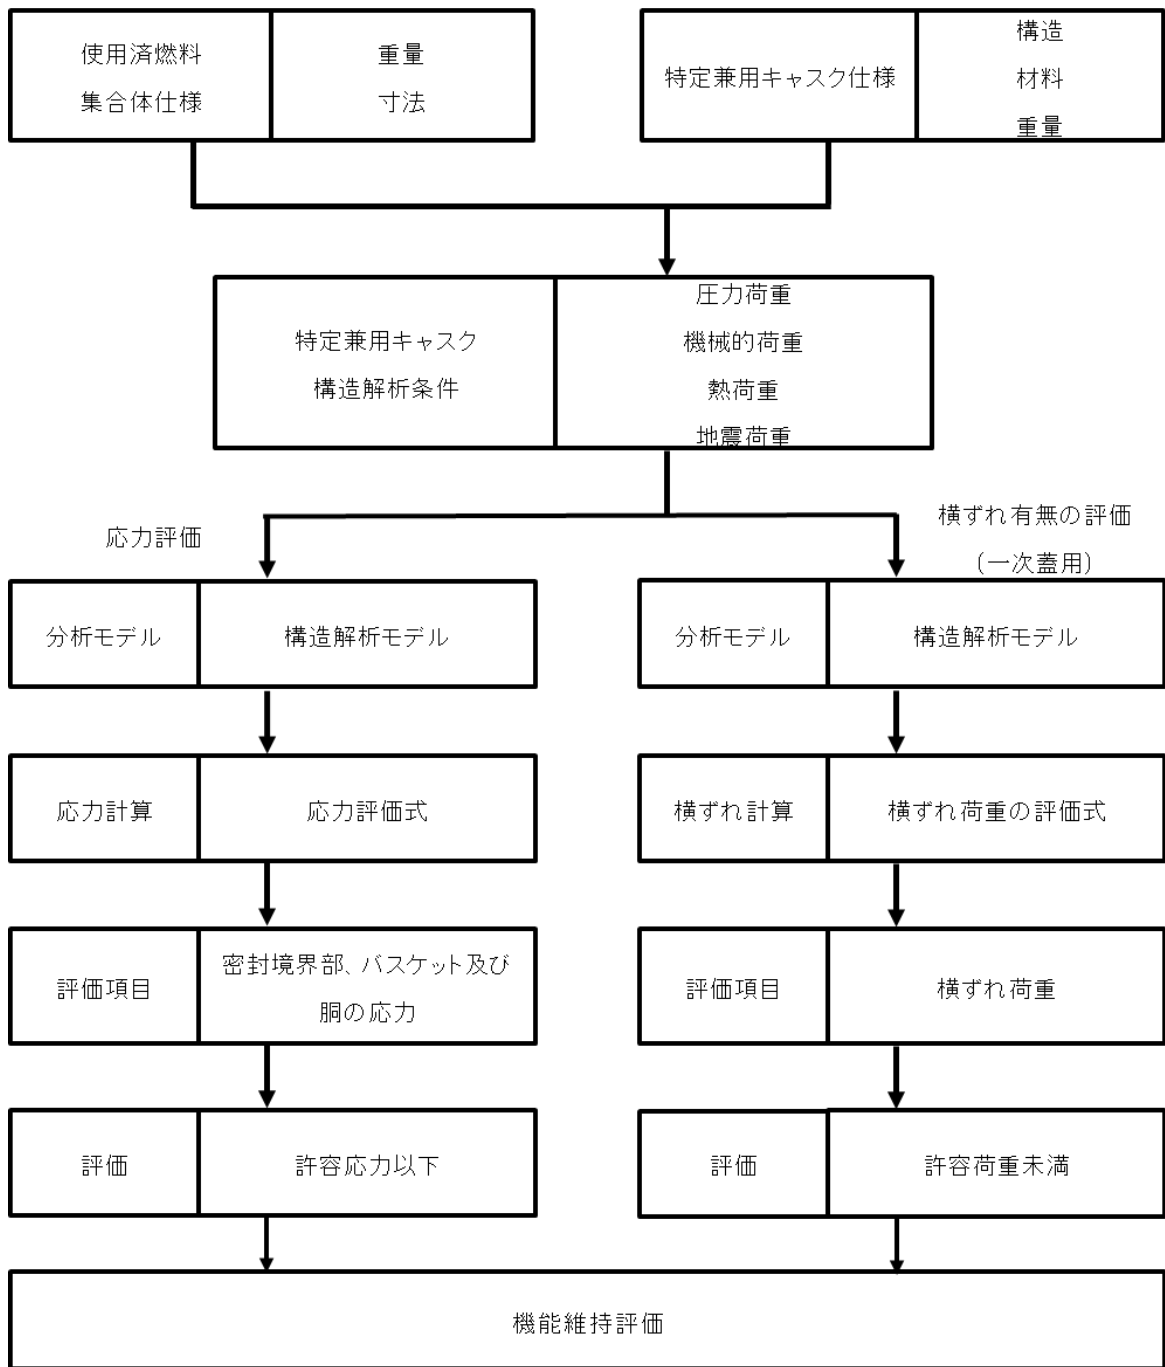 使用済燃料
集合体仕様
重量
寸法
特定兼用キャスク仕様
構造
材料
重量
特定兼用キャスク
構造解析条件
圧力荷重
機械的荷重
熱荷重
地震荷重
応力評価
横ずれ有無の評価
(一次蓋用)
分析モデル
構造解析モデル
分析モデル
構造解析モデル
応力計算
応力評価式
横ずれ計算
横ずれ荷重の評価式
評価項目
密封境界部、バスケット及び
胴の応力
評価項目
横ずれ荷重
評価
許容応力以下
評価
許容荷重未満
機能維持評価